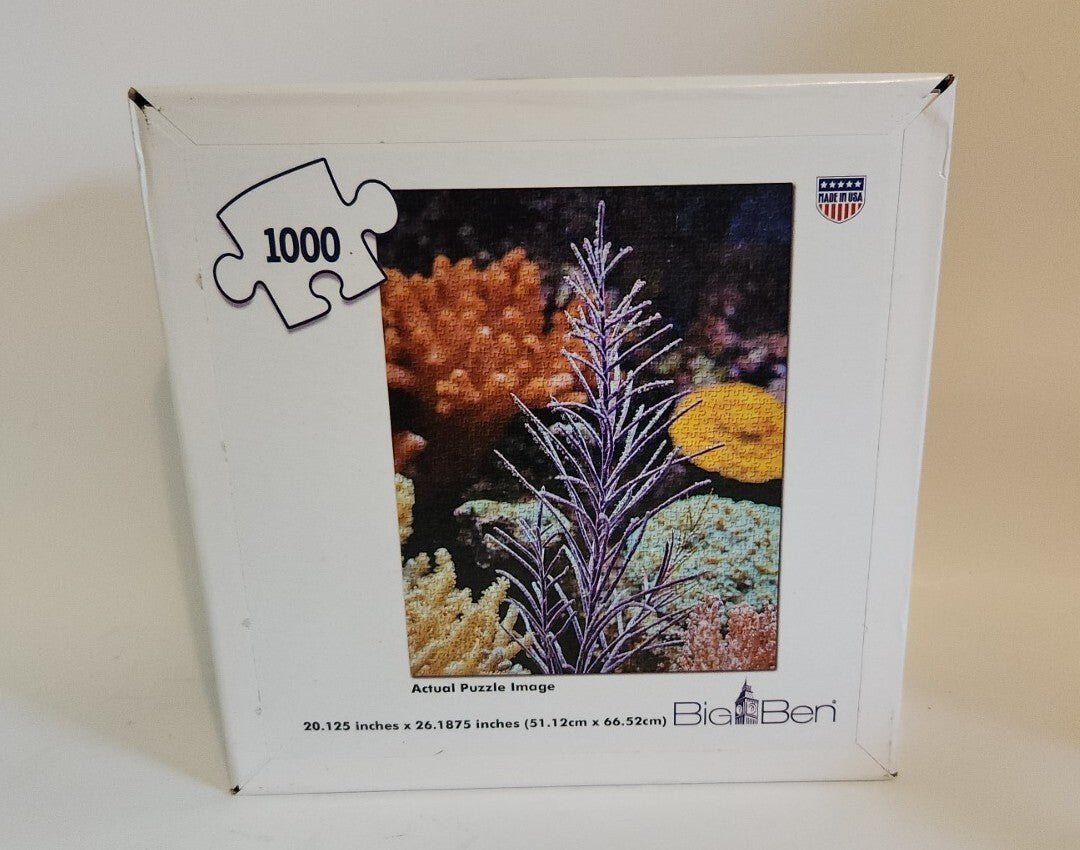 1000
MADE IN USA
Actual Puzzle Image
20.125 inches x 26.1875 inches (51.12cm x 66.52cm)
Big Ben®